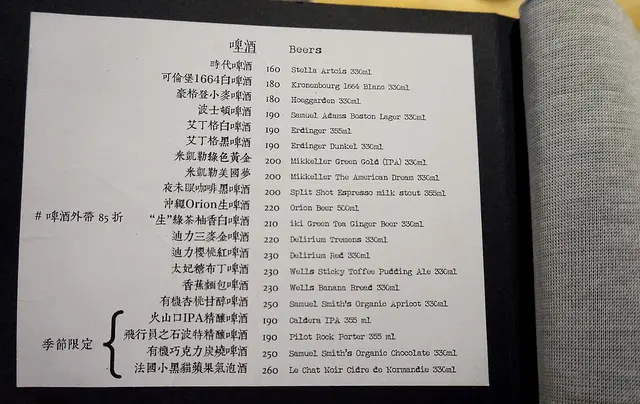 啤酒 Beers
時代啤酒 160 Stella Artois 330ml
可倫堡1664白啤酒 180 Kronenbourg 1664 Blanc 330ml
豪格登小麥啤酒 180 Hoegarden 330ml
波士頓啤酒 190 Samuel Adams Boston Lager 330ml
艾丁格白啤酒 190 Erdinger 355ml
艾丁格黑啤酒 190 Erdinger Dunkel 330ml
米凱勒綠色黃金 200 Mikkeller Green Gold (IPA) 330ml
米凱勒美國夢 200 Mikkeller The American Dream 330ml
夜未眠咖啡黑啤酒 200 Split Shot Espresso milk stout 355ml
沖繩Orion生啤酒 220 Orion Beer 500ml
# 啤酒外帶 85 折
“生”綠茶柚香白啤酒 210 iki Green Tea Ginger Beer 330ml
迪力三麥金啤酒 220 Delirium Tremens 330ml
迪力櫻桃紅啤酒 230 Delirium Red 330ml
太妃糖布丁啤酒 230 Wells Sticky Toffee Pudding Ale 330ml
香蕉麵包啤酒 230 Wells Banana Bread 330ml
有機杏桃甘醇啤酒 250 Samuel Smith's Organic Apricot 330ml
季節限定
火山口IPA精釀啤酒 190 Caldera IPA 355 ml
飛行員之石波特精釀啤酒 190 Pilot Rock Porter 355 ml
有機巧克力炭燒啤酒 250 Samuel Smith's Organic Chocolate 330ml
法國小黑貓蘋果氣泡酒 260 Le Chat Noir Cidre de Normandie 330ml